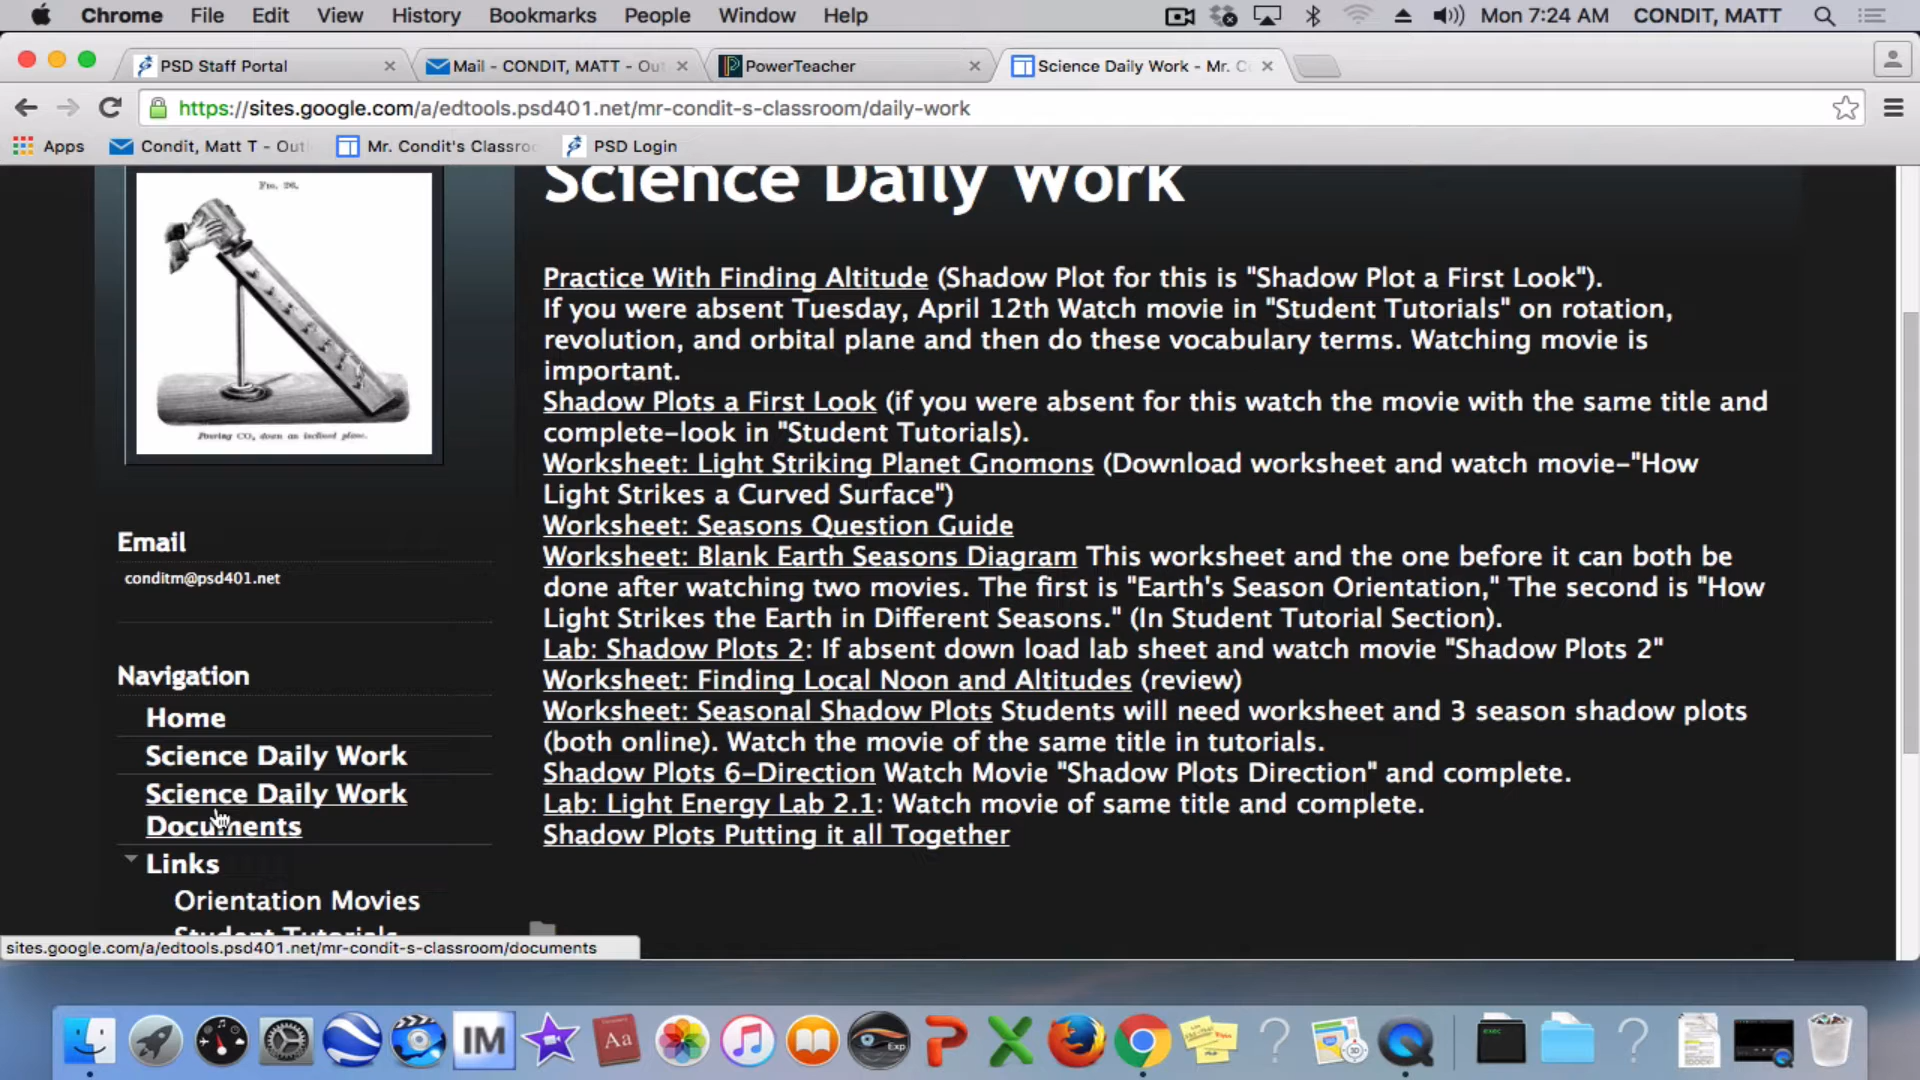 Chrome File Edit View History Bookmarks People Window Help Mon 7:24 AM CONDIT, MATT
PSD Staff Portal
Mail - CONDIT, MATT - Out
PowerTeacher
Science Daily Work - Mr. C
https://sites.google.com/a/edtools.psd401.net/mr-condit-s-classroom/daily-work
Apps Condit, Matt T - Out Mr. Condit's Classro PSD Login
Fig. 26.
Pouring CO₂ down an inclined plane.
Email
conditm@psd401.net
Navigation
Home
Science Daily Work
Science Daily Work
Documents
Links
Orientation Movies
Student Tutorials
Science Daily Work
Practice With Finding Altitude (Shadow Plot for this is "Shadow Plot a First Look").
If you were absent Tuesday, April 12th Watch movie in "Student Tutorials" on rotation,
revolution, and orbital plane and then do these vocabulary terms. Watching movie is
important.
Shadow Plots a First Look (if you were absent for this watch the movie with the same title and
complete-look in "Student Tutorials).
Worksheet: Light Striking Planet Gnomons (Download worksheet and watch movie-"How
Light Strikes a Curved Surface")
Worksheet: Seasons Question Guide
Worksheet: Blank Earth Seasons Diagram This worksheet and the one before it can both be
done after watching two movies. The first is "Earth's Season Orientation," The second is "How
Light Strikes the Earth in Different Seasons." (In Student Tutorial Section).
Lab: Shadow Plots 2: If absent down load lab sheet and watch movie "Shadow Plots 2"
Worksheet: Finding Local Noon and Altitudes (review)
Worksheet: Seasonal Shadow Plots Students will need worksheet and 3 season shadow plots
(both online). Watch the movie of the same title in tutorials.
Shadow Plots 6-Direction Watch Movie "Shadow Plots Direction" and complete.
Lab: Light Energy Lab 2.1: Watch movie of same title and complete.
Shadow Plots Putting it all Together
sites.google.com/a/edtools.psd401.net/mr-condit-s-classroom/documents
IM
Aa
Exp